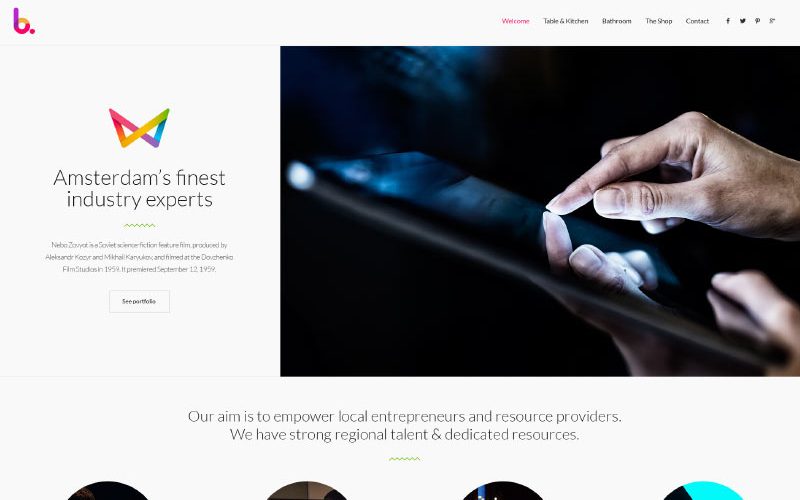 b.
Welcome Table & Kitchen Bathroom The Shop Contact
Amsterdam's finest
industry experts
Nebo Zovyot is a Soviet science-fiction feature film, produced by
Aleksandr Kozyr and Mikhail Karyukov, and filmed at the Dovzhenko
Film Studios in 1959. It premiered September 12, 1959.
See portfolio
Our aim is to empower local entrepreneurs and resource providers.
We have strong regional talent & dedicated resources.